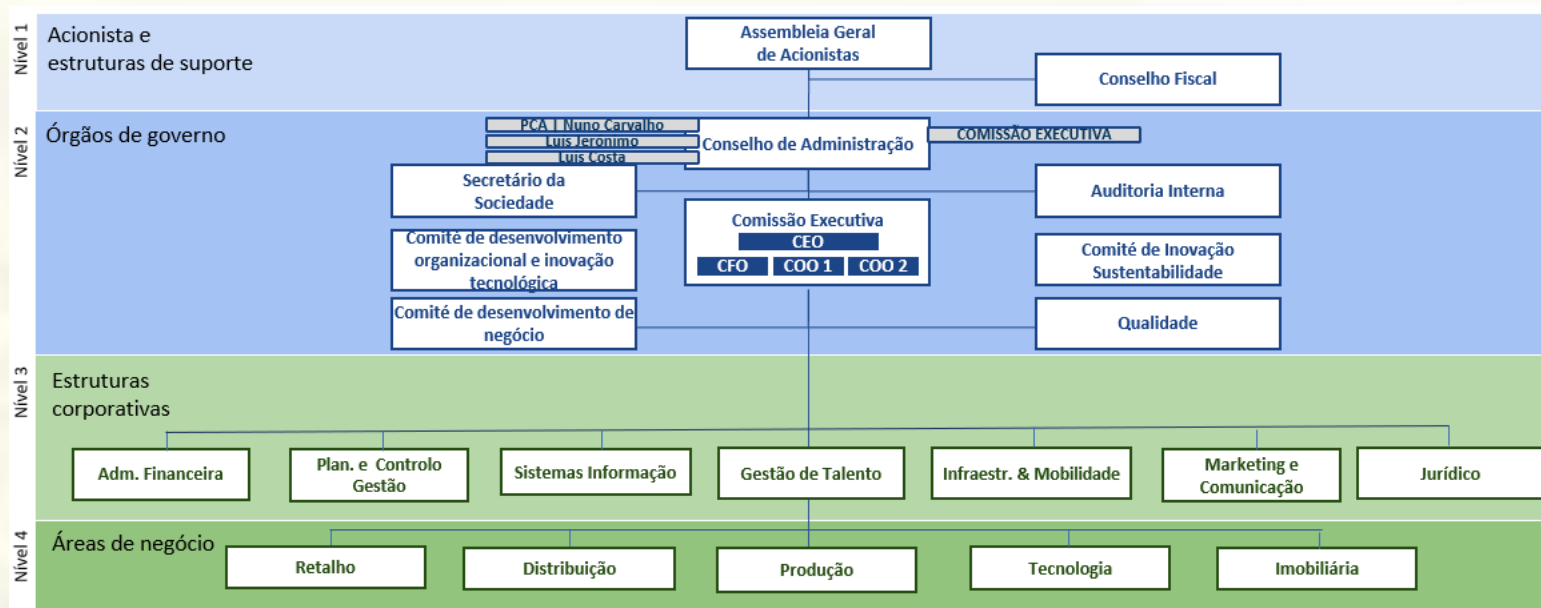 Nível 1
Acionista e
estruturas de suporte
Assembleia Geral
de Acionistas
Conselho Fiscal
Nível 2
Órgãos de governo
PCA | Nuno Carvalho
Luis Jeronimo
Luis Costa
Conselho de Administração
COMISSÃO EXECUTIVA
Secretário da
Sociedade
Auditoria Interna
Comissão Executiva
CEO
CFO
COO 1
COO 2
Comité de desenvolvimento
organizacional e inovação
tecnológica
Comité de Inovação
Sustentabilidade
Comité de desenvolvimento de
negócio
Qualidade
Nível 3
Estruturas
corporativas
Adm. Financeira
Plan. e Controlo
Gestão
Sistemas Informação
Gestão de Talento
Infraestr. & Mobilidade
Marketing e
Comunicação
Jurídico
Nível 4
Áreas de negócio
Retalho
Distribuição
Produção
Tecnologia
Imobiliária